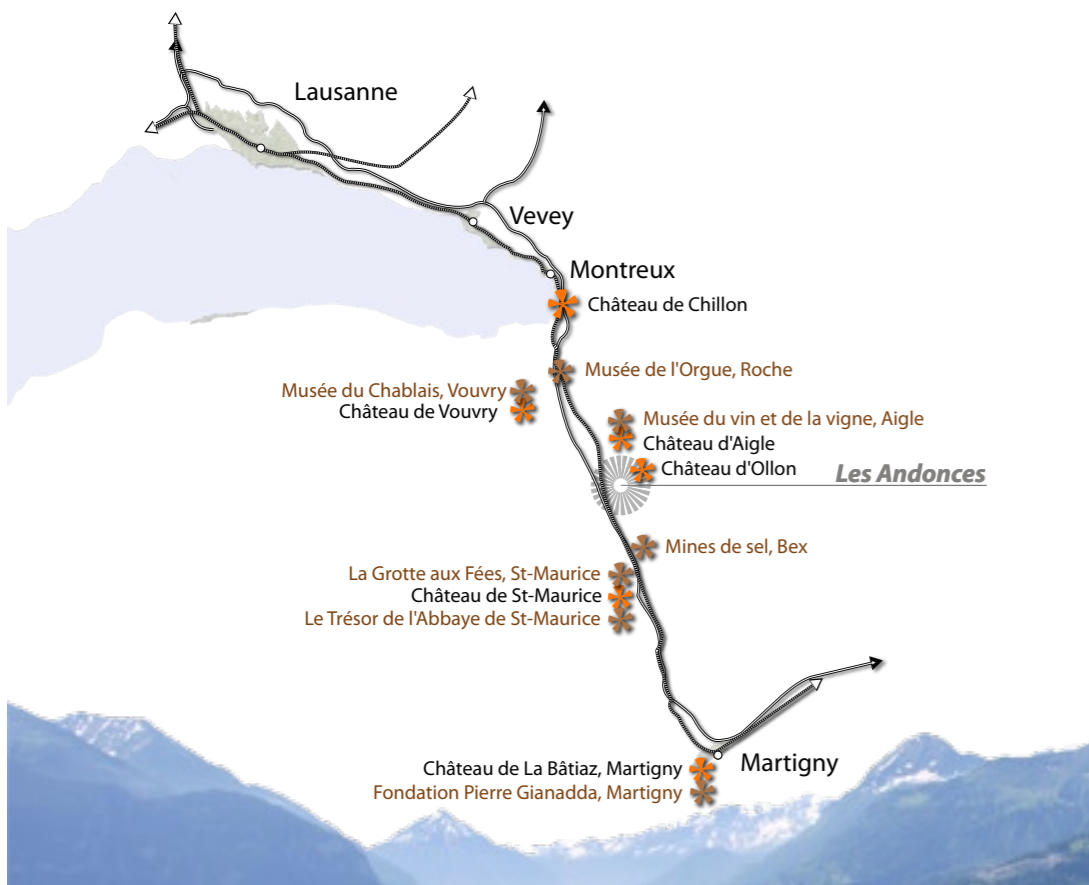 Lausanne
Vevey
Montreux
Château de Chillon
Musée de l'Orgue, Roche
Musée du Chablais, Vouvry
Château de Vouvry
Musée du vin et de la vigne, Aigle
Château d'Aigle
Château d'Ollon
Les Andonces
Mines de sel, Bex
La Grotte aux Fées, St-Maurice
Château de St-Maurice
Le Trésor de l'Abbaye de St-Maurice
Martigny
Château de La Bâtiaz, Martigny
Fondation Pierre Gianadda, Martigny